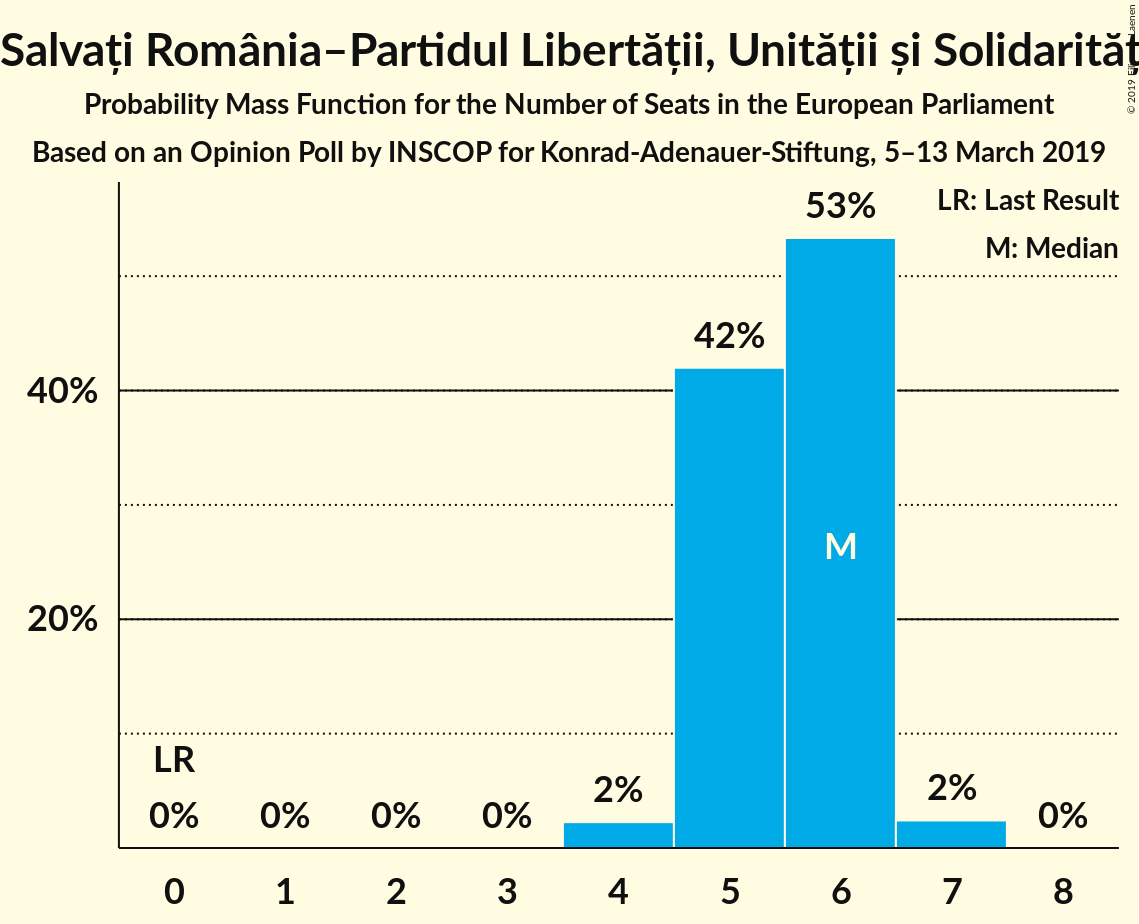 Salvați România–Partidul Libertății, Unității și Solidarităț
Probability Mass Function for the Number of Seats in the European Parliament
Based on an Opinion Poll by INSCOP for Konrad-Adenauer-Stiftung, 5–13 March 2019
© 2019
LR: Last Result
M: Median
53%
42%
40%
M
20%
LR
0% 0% 0% 0% 2% 2% 0%
0 1 2 3 4 5 6 7 8